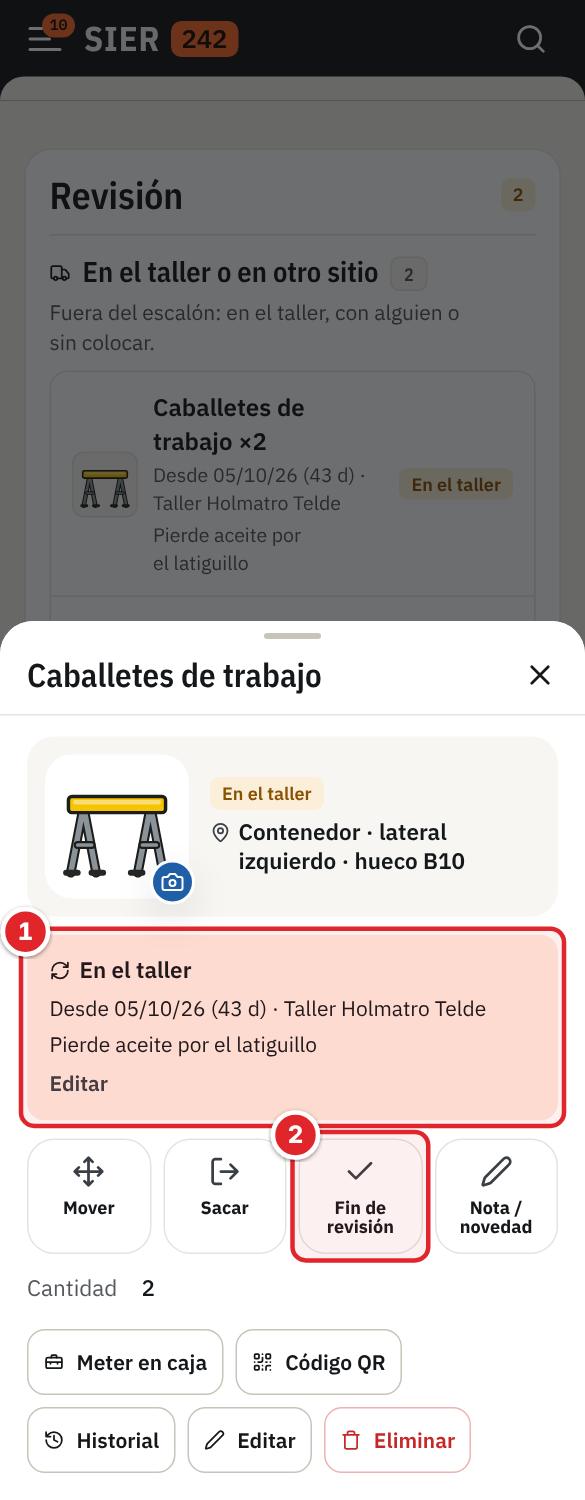 10
SIER 242
Revisión 2
En el taller o en otro sitio 2
Fuera del escalón: en el taller, con alguien o
sin colocar.
Caballetes de
trabajo ×2
Desde 05/10/26 (43 d) ·
Taller Holmatro Telde
En el taller
Pierde aceite por
el latiguillo
Caballetes de trabajo
En el taller
Contenedor · lateral
izquierdo · hueco B10
1
En el taller
Desde 05/10/26 (43 d) · Taller Holmatro Telde
Pierde aceite por el latiguillo
Editar
2
Mover
Sacar
Fin de
revisión
Nota /
novedad
Cantidad 2
Meter en caja
Código QR
Historial
Editar
Eliminar